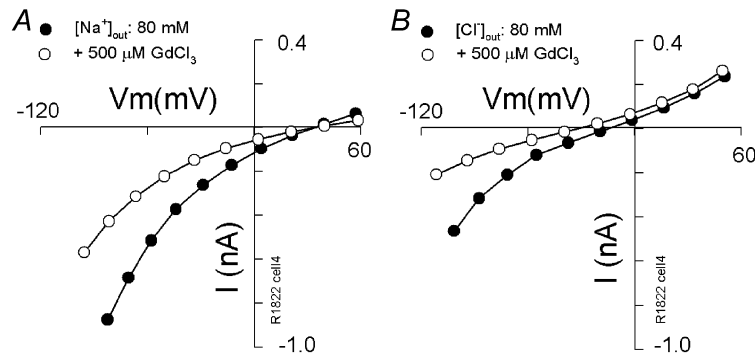 A
[Na⁺]out: 80 mM
+ 500 μM GdCl₃
0.4
-120
Vm(mV)
60
I (nA)
R1822 cell4
-1.0
B
[Cl⁻]out: 80 mM
+ 500 μM GdCl₃
0.4
-120
Vm(mV)
60
I (nA)
R1822 cell4
-1.0